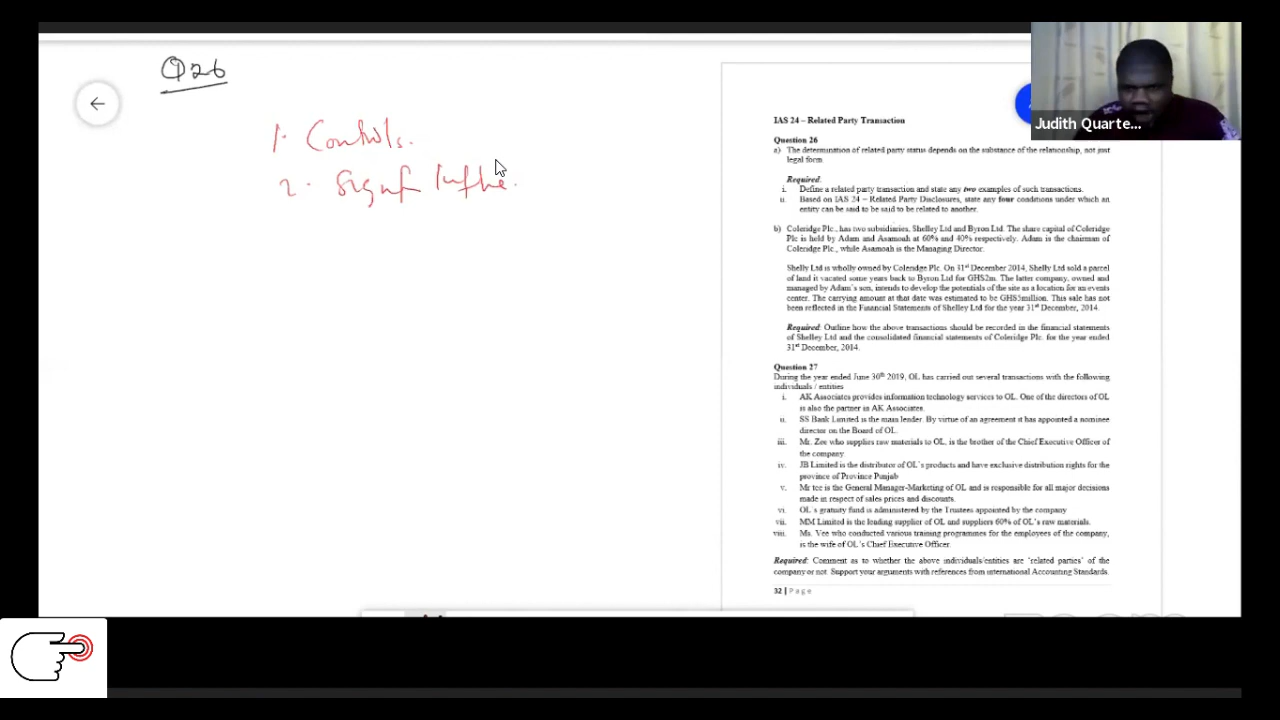 Q26
1. Controls.
2. Signf Influe.
Judith Quarte...
IAS 24 – Related Party Transaction
Question 26
a) The determination of related party status depends on the substance of the relationship, not just
legal form.
Required:
i. Define a related party transaction and state any two examples of such transactions.
ii. Based on IAS 24 – Related Party Disclosures, state any four conditions under which an
entity can be said to be said to be related to another.
b) Coleridge Plc., has two subsidiaries, Shelley Ltd and Byron Ltd. The share capital of Coleridge
Plc is held by Adam and Asamoah at 60% and 40% respectively. Adam is the chairman of
Coleridge Plc., while Asamoah is the Managing Director.
Shelly Ltd is wholly owned by Coleridge Plc. On 31st December 2014, Shelly Ltd sold a parcel
of land it vacated some years back to Byron Ltd for GHS2m. The latter company, owned and
managed by Adam's son, intends to develop the potentials of the site as a location for an events
center. The carrying amount at that date was estimated to be GHS5million. This sale has not
been reflected in the Financial Statements of Shelley Ltd for the year 31st December, 2014.
Required: Outline how the above transactions should be recorded in the financial statements
of Shelley Ltd and the consolidated financial statements of Coleridge Plc. for the year ended
31st December, 2014.
Question 27
During the year ended June 30th 2019, OL has carried out several transactions with the following
individuals / entities
i. AK Associates provides information technology services to OL. One of the directors of OL
is also the partner in AK Associates.
ii. SS Bank Limited is the main lender. By virtue of an agreement it has appointed a nominee
director on the Board of OL.
iii. Mr. Zee who supplies raw materials to OL, is the brother of the Chief Executive Officer of
the company.
iv. JB Limited is the distributor of OL's products and have exclusive distribution rights for the
province of Province Punjab
v. Mr tee is the General Manager-Marketing of OL and is responsible for all major decisions
made in respect of sales prices and discounts.
vi. OL's gratuity fund is administered by the Trustees appointed by the company
vii. MM Limited is the leading supplier of OL and suppliers 60% of OL's raw materials.
viii. Ms. Vee who conducted various training programmes for the employees of the company,
is the wife of OL's Chief Executive Officer.
Required: Comment as to whether the above individuals/entities are 'related parties' of the
company or not. Support your arguments with references from international Accounting Standards.
32 | Page